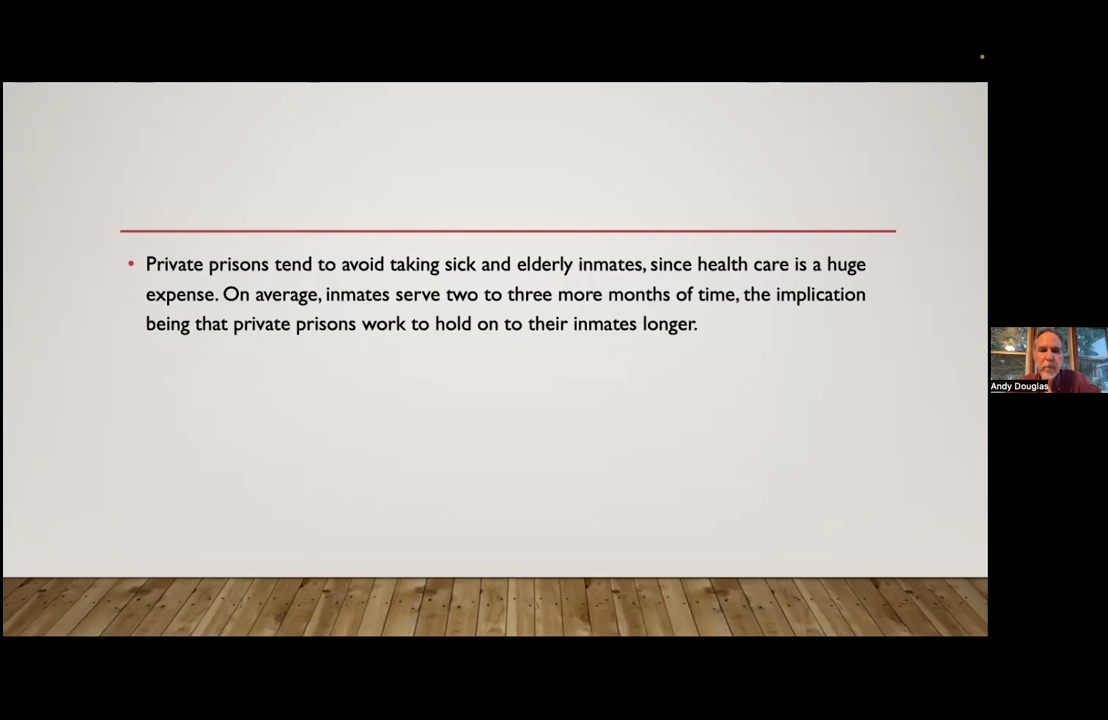 • Private prisons tend to avoid taking sick and elderly inmates, since health care is a huge
expense. On average, inmates serve two to three more months of time, the implication
being that private prisons work to hold on to their inmates longer.
Andy Douglas